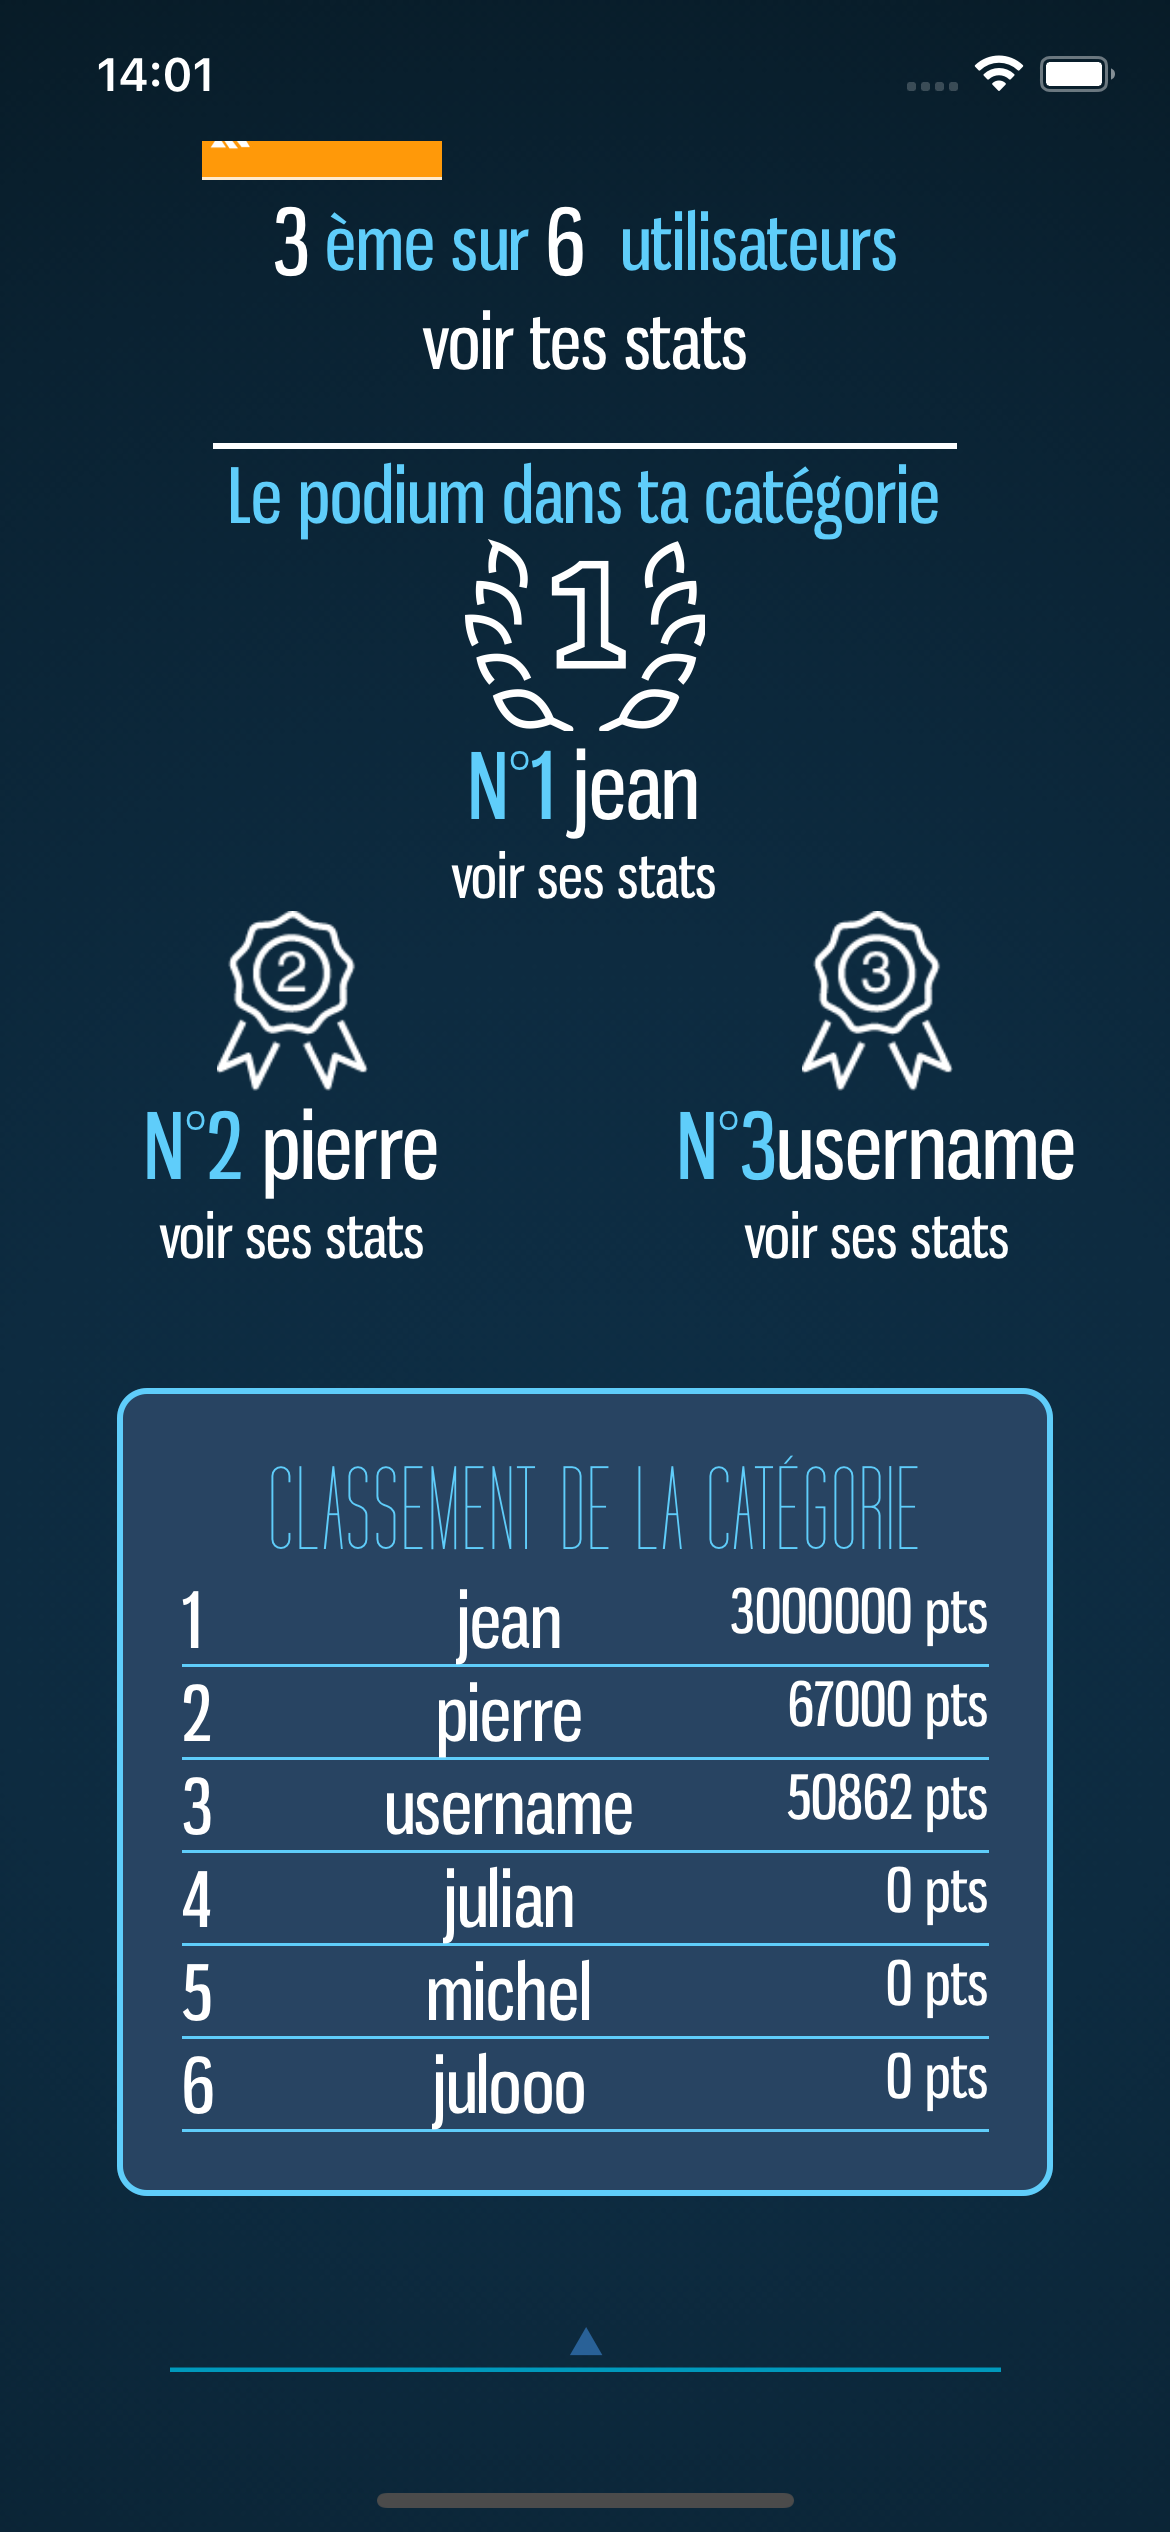 14:01
3 ème sur 6 utilisateurs
voir tes stats
Le podium dans ta catégorie
1
N°1 jean
voir ses stats
2
3
N°2 pierre
N°3username
voir ses stats
voir ses stats
CLASSEMENT DE LA CATÉGORIE
1 jean 3000000 pts
2 pierre 67000 pts
3 username 50862 pts
4 julian 0 pts
5 michel 0 pts
6 julooo 0 pts